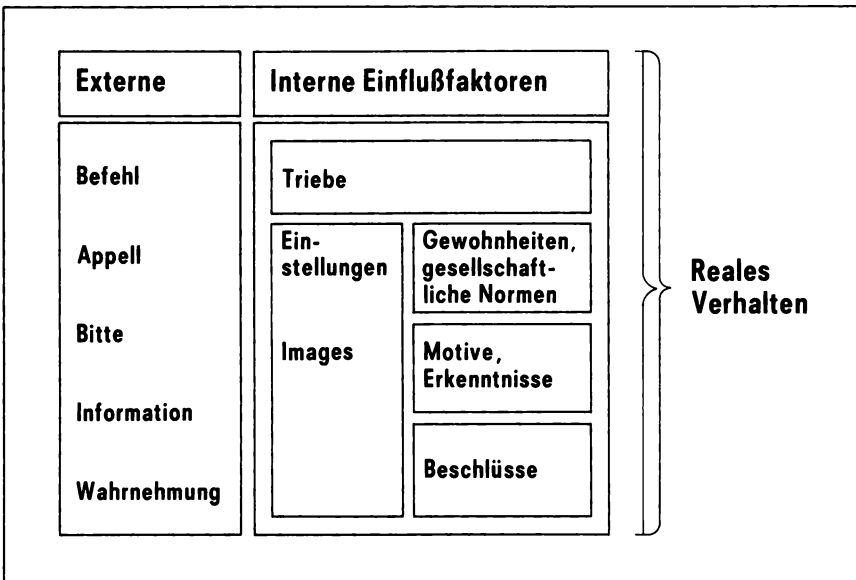 Externe
Interne Einflußfaktoren
Befehl
Appell
Bitte
Information
Wahrnehmung
Triebe
Ein-
stellungen
Images
Gewohnheiten,
gesellschaft-
liche Normen
Motive,
Erkenntnisse
Beschlüsse
Reales
Verhalten